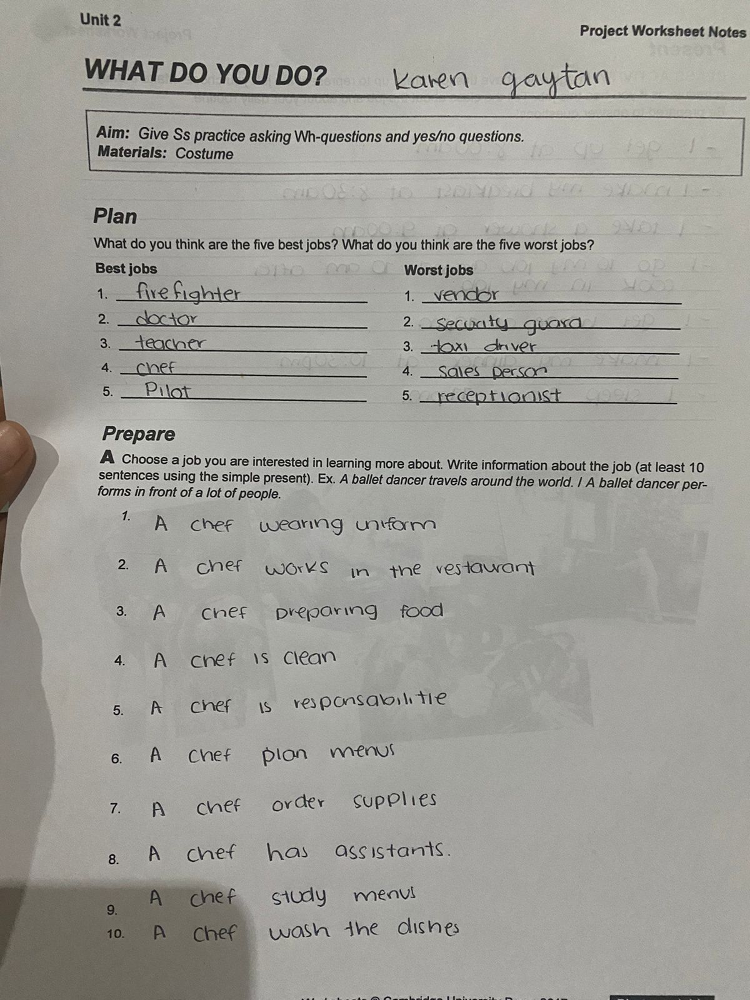 Unit 2
Project Worksheet Notes
WHAT DO YOU DO? Karen gaytan
Aim: Give Ss practice asking Wh-questions and yes/no questions.
Materials: Costume
Plan
What do you think are the five best jobs? What do you think are the five worst jobs?
Best jobs Worst jobs
1. fire fighter 1. vendor
2. doctor 2. security guard
3. teacher 3. taxi driver
4. chef 4. Sales person
5. Pilot 5. receptionist
Prepare
A Choose a job you are interested in learning more about. Write information about the job (at least 10
sentences using the simple present). Ex. A ballet dancer travels around the world. / A ballet dancer per-
forms in front of a lot of people.
1. A chef wearing uniform
2. A chef works in the restaurant
3. A chef preparing food
4. A chef is clean
5. A chef is responsabilitie
6. A chef plan menus
7. A chef order supplies
8. A chef has assistants.
9. A chef study menus
10. A chef wash the dishes